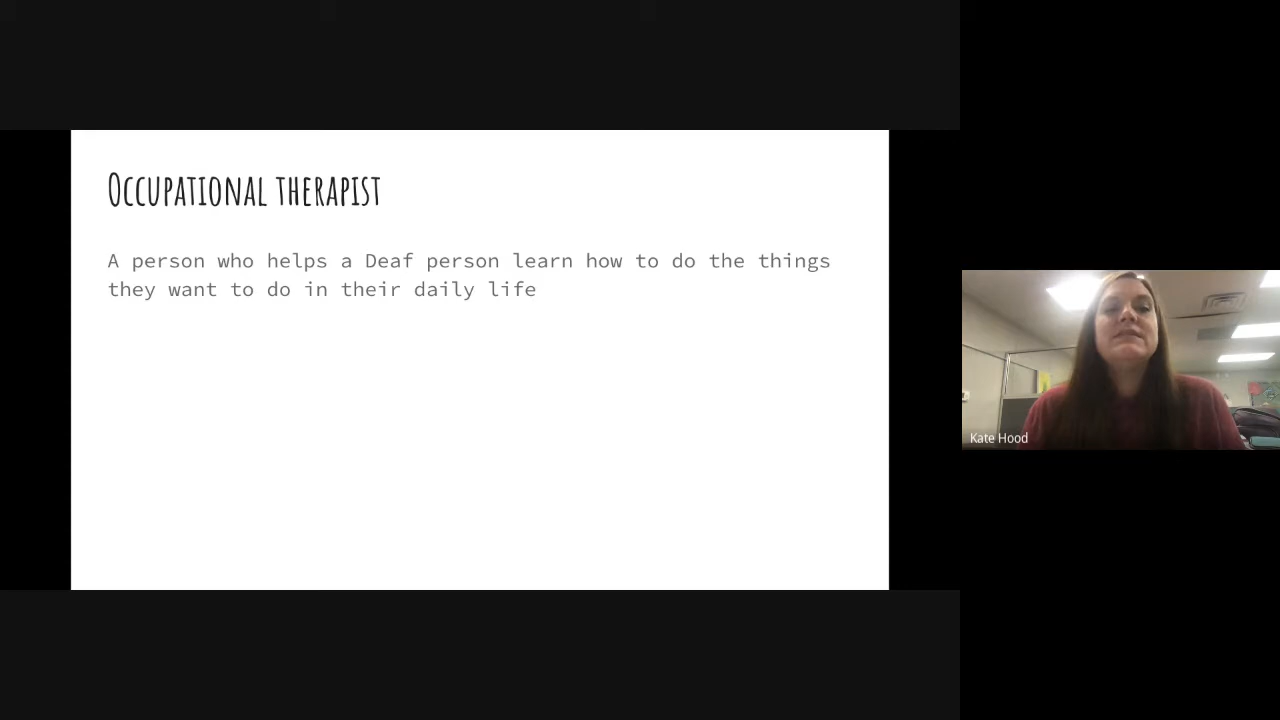 Occupational therapist
A person who helps a Deaf person learn how to do the things
they want to do in their daily life
Kate Hood